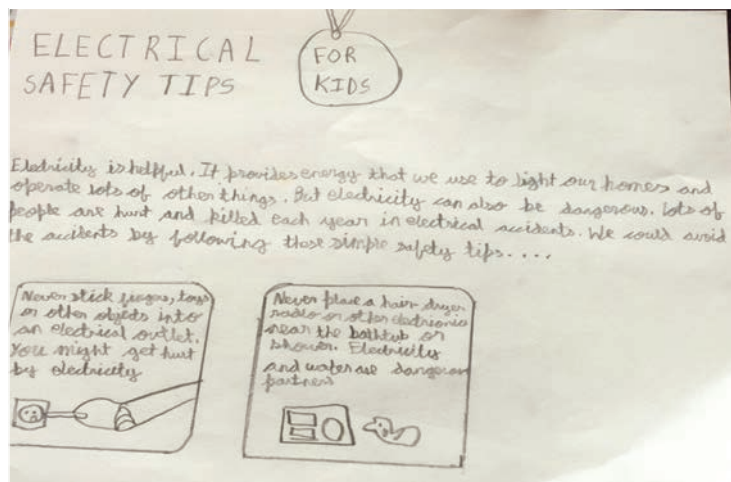 ELECTRICAL
SAFETY TIPS
FOR
KIDS
Electricity is helpful. It provides energy that we use to light our homes and
operate lots of other things. But electricity can also be dangerous. Lots of
people are hurt and killed each year in electrical accidents. We could avoid
the accidents by following these simple safety tips....
Never stick fingers, toys
or other objects into
an electrical outlet.
You might get hurt
by electricity
Never place a hair-dryer
radio or other electrionic
near the bathtub or
shower. Electricity
and water are dangerous
partners